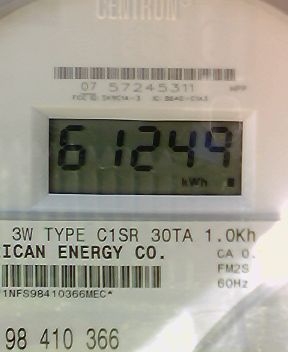 CENTRON®
07 57245311
61249
kWh
3W TYPE C1SR 30TA 1.0Kh
ICAN ENERGY CO.
CA 0.
FM2S
60Hz
1NFS98410366MEC*
98 410 366